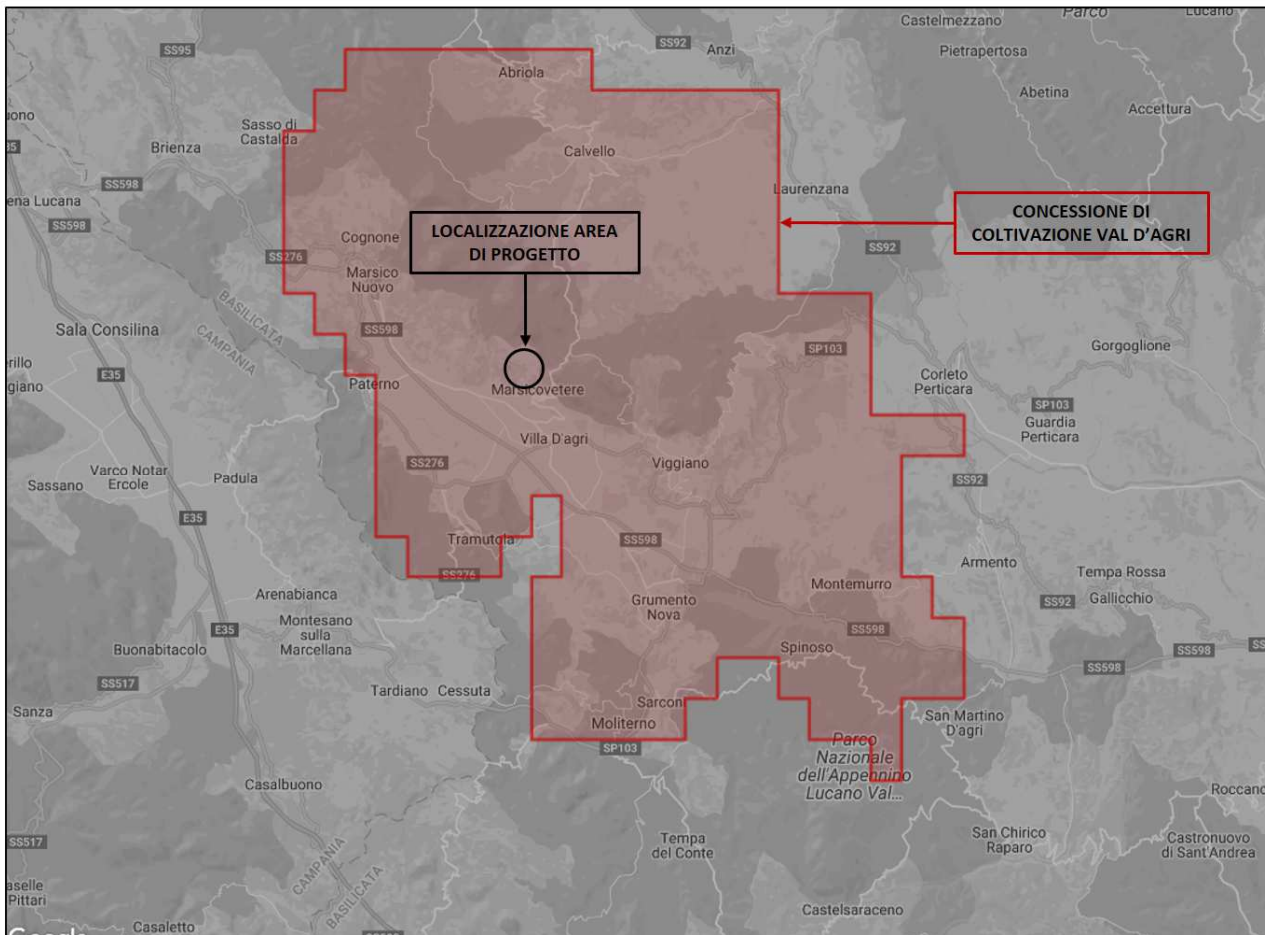 Castelmezzano
Parco
Lucano
SS92
Anzi
SS95
Pietrapertosa
Abriola
Abetina
Accettura
Sasso di
Castalda
Brienza
Calvello
SS598
Laurenzana
ena Lucana
SS598
LOCALIZZAZIONE AREA
DI PROGETTO
CONCESSIONE DI
COLTIVAZIONE VAL D'AGRI
Cognone
SS92
SS276
Marsico
Nuovo
BASILICATA
CAMPANIA
Sala Consilina
SS598
SP103
Gorgoglione
E35
Paterno
Marsicovetere
Corleto
Perticara
SP103
Guardia
Perticara
Villa D'agri
Varco Notar
Ercole
Sassano
Padula
SS276
Viggiano
SS92
E35
Tramutola
SS598
SS276
Armento
Montemurro
Tempa Rossa
Gallicchio
SS92
Arenabianca
Grumento
Nova
Montesano
sulla
Marcellana
E35
SS598
Buonabitacolo
Spinoso
SS598
SS598
SS517
Tardiano
Cessuta
Sarconi
Sanza
Moliterno
San Martino
D'agri
SP103
Parco
Nazionale
dell'Appennino
Lucano Val...
Casalbuono
Roccano
SS517
Tempa
del Conte
San Chirico
Raparo
Castronuovo
di Sant'Andrea
CAMPANIA
BASILICATA
aselle
Pittari
Castelsaraceno
Casaletto
Google